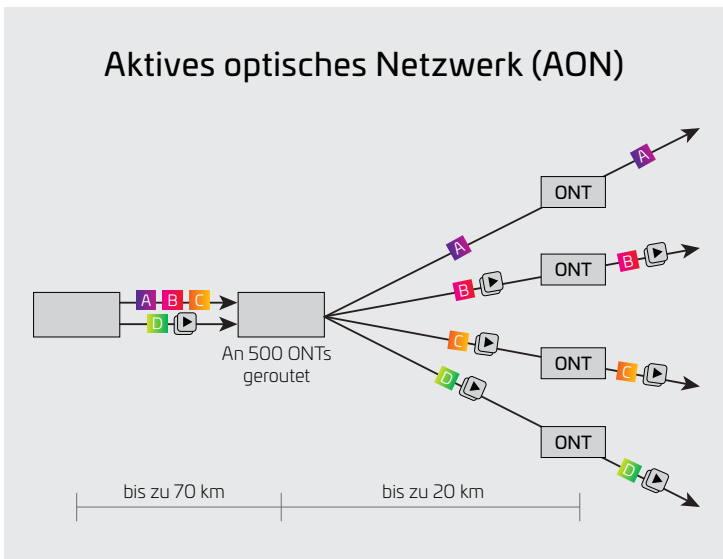 Aktives optisches Netzwerk (AON)
A
ONT
A
B
ONT
B
A B C
D
An 500 ONTs
geroutet
C
ONT
C
D
ONT
D
bis zu 70 km
bis zu 20 km